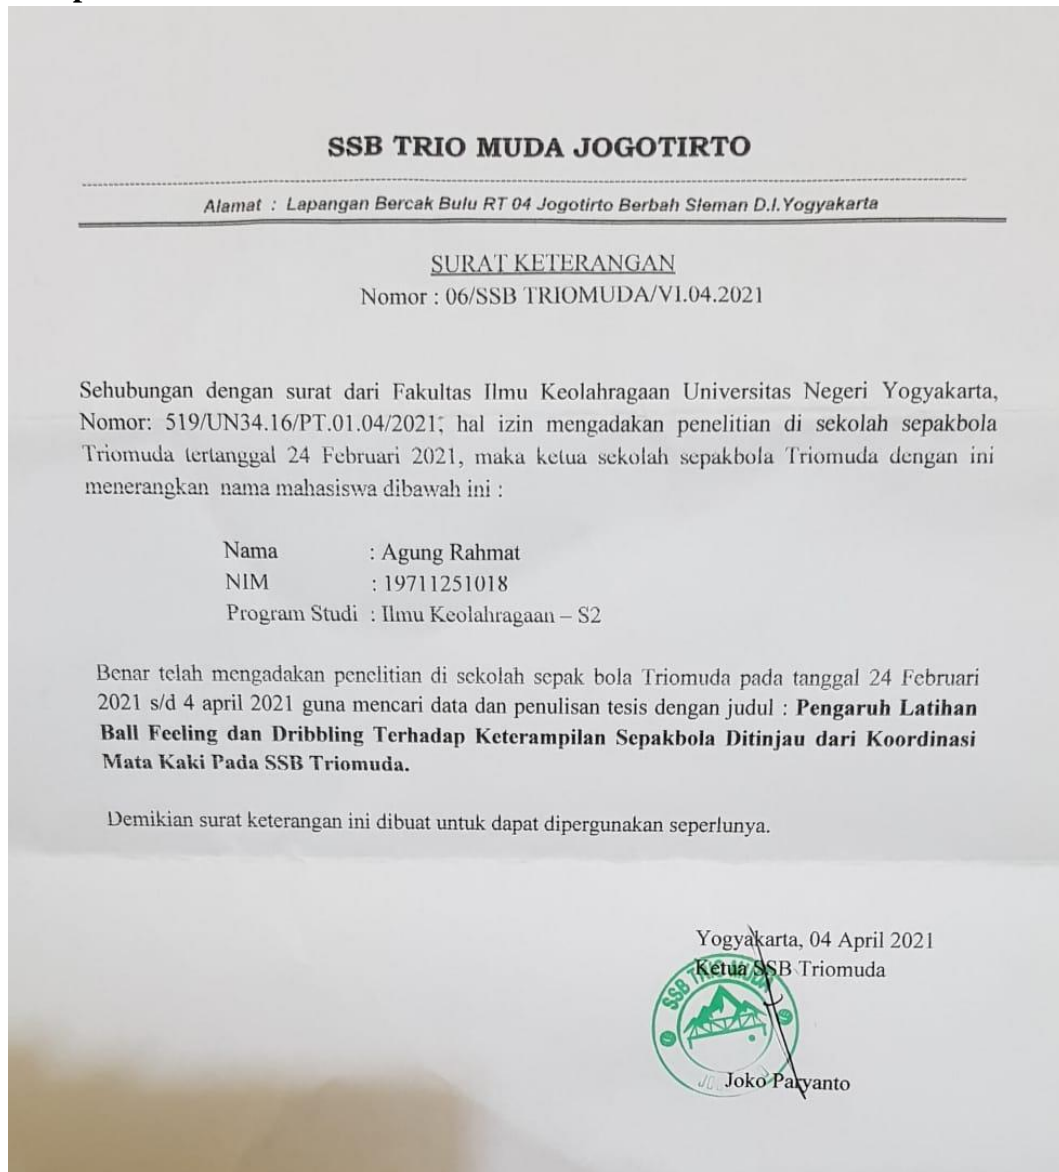 SSB TRIO MUDA JOGOTIRTO
Alamat : Lapangan Bercak Bulu RT 04 Jogotirto Berbah Sleman D.I.Yogyakarta
SURAT KETERANGAN
Nomor : 06/SSB TRIOMUDA/VI.04.2021
Sehubungan dengan surat dari Fakultas Ilmu Keolahragaan Universitas Negeri Yogyakarta,
Nomor: 519/UN34.16/PT.01.04/2021; hal izin mengadakan penelitian di sekolah sepakbola
Triomuda tertanggal 24 Februari 2021, maka ketua sekolah sepakbola Triomuda dengan ini
menerangkan nama mahasiswa dibawah ini :
Nama : Agung Rahmat
NIM : 19711251018
Program Studi : Ilmu Keolahragaan – S2
Benar telah mengadakan penelitian di sekolah sepak bola Triomuda pada tanggal 24 Februari
2021 s/d 4 april 2021 guna mencari data dan penulisan tesis dengan judul : Pengaruh Latihan
Ball Feeling dan Dribbling Terhadap Keterampilan Sepakbola Ditinjau dari Koordinasi
Mata Kaki Pada SSB Triomuda.
Demikian surat keterangan ini dibuat untuk dapat dipergunakan seperlunya.
Yogyakarta, 04 April 2021
Ketua SSB Triomuda
SSB TRIO MUDA
Joko Paryanto